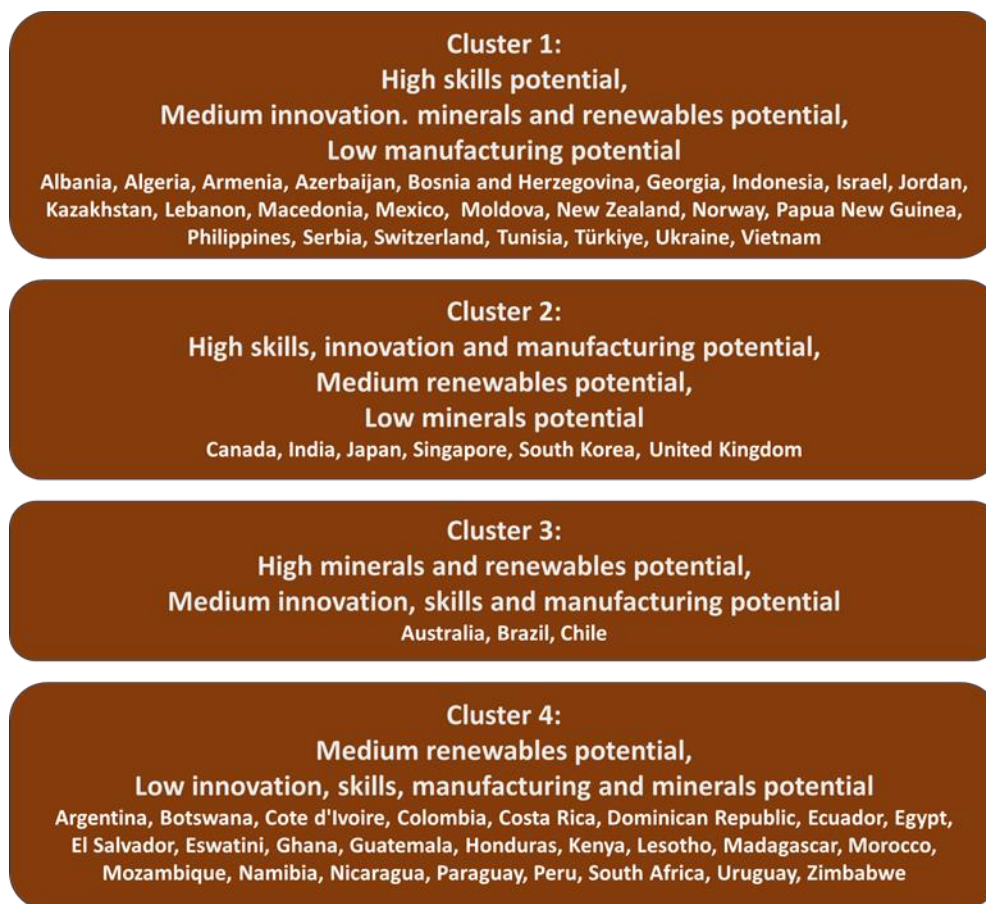 Cluster 1:
High skills potential,
Medium innovation. minerals and renewables potential,
Low manufacturing potential
Albania, Algeria, Armenia, Azerbaijan, Bosnia and Herzegovina, Georgia, Indonesia, Israel, Jordan,
Kazakhstan, Lebanon, Macedonia, Mexico, Moldova, New Zealand, Norway, Papua New Guinea,
Philippines, Serbia, Switzerland, Tunisia, Türkiye, Ukraine, Vietnam
Cluster 2:
High skills, innovation and manufacturing potential,
Medium renewables potential,
Low minerals potential
Canada, India, Japan, Singapore, South Korea, United Kingdom
Cluster 3:
High minerals and renewables potential,
Medium innovation, skills and manufacturing potential
Australia, Brazil, Chile
Cluster 4:
Medium renewables potential,
Low innovation, skills, manufacturing and minerals potential
Argentina, Botswana, Cote d'Ivoire, Colombia, Costa Rica, Dominican Republic, Ecuador, Egypt,
El Salvador, Eswatini, Ghana, Guatemala, Honduras, Kenya, Lesotho, Madagascar, Morocco,
Mozambique, Namibia, Nicaragua, Paraguay, Peru, South Africa, Uruguay, Zimbabwe